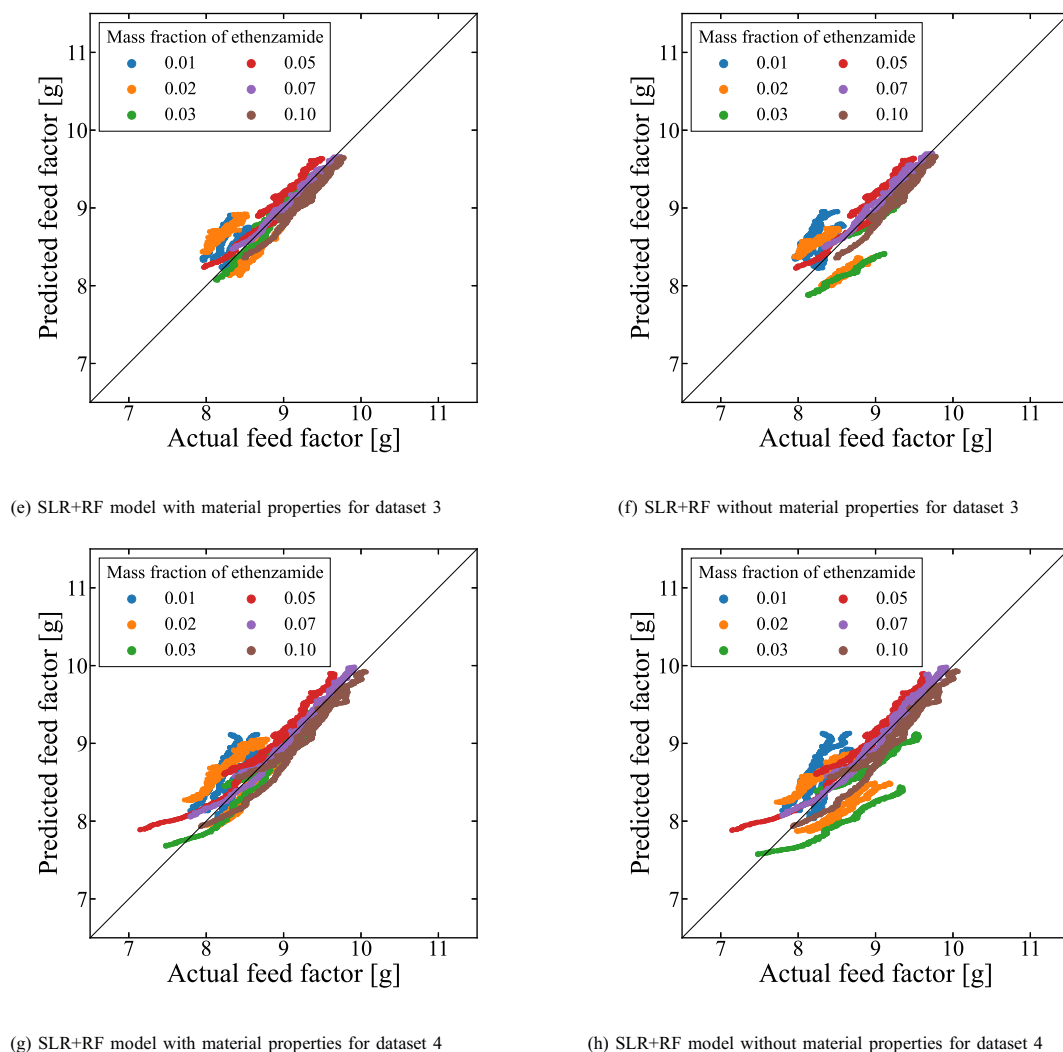 11
10
9
8
7
Predicted feed factor [g]
Mass fraction of ethenzamide
0.01 0.05
0.02 0.07
0.03 0.10
7 8 9 10 11
Actual feed factor [g]
(e) SLR+RF model with material properties for dataset 3
11
10
9
8
7
Predicted feed factor [g]
Mass fraction of ethenzamide
0.01 0.05
0.02 0.07
0.03 0.10
7 8 9 10 11
Actual feed factor [g]
(f) SLR+RF without material properties for dataset 3
11
10
9
8
7
Predicted feed factor [g]
Mass fraction of ethenzamide
0.01 0.05
0.02 0.07
0.03 0.10
7 8 9 10 11
Actual feed factor [g]
(g) SLR+RF model with material properties for dataset 4
11
10
9
8
7
Predicted feed factor [g]
Mass fraction of ethenzamide
0.01 0.05
0.02 0.07
0.03 0.10
7 8 9 10 11
Actual feed factor [g]
(h) SLR+RF model without material properties for dataset 4